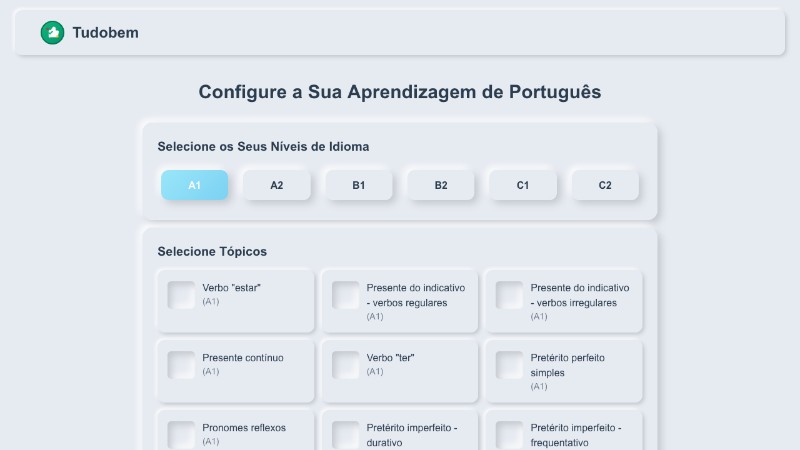 Tudobem
Configure a Sua Aprendizagem de Português
Selecione os Seus Níveis de Idioma
A1 A2 B1 B2 C1 C2
Selecione Tópicos
Verbo "estar"
(A1)
Presente do indicativo
- verbos regulares
(A1)
Presente do indicativo
- verbos irregulares
(A1)
Presente contínuo
(A1)
Verbo "ter"
(A1)
Pretérito perfeito
simples
(A1)
Pronomes reflexos
(A1)
Pretérito imperfeito -
durativo
Pretérito imperfeito -
frequentativo